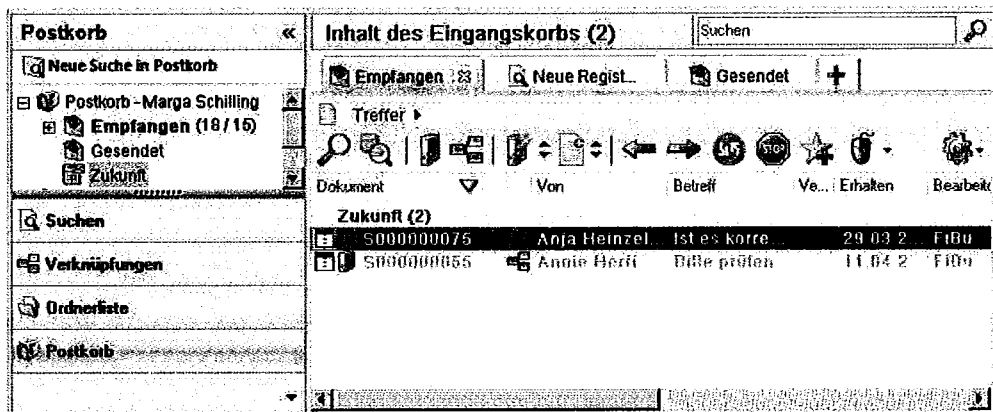 Postkorb «
Neue Suche in Postkorb
Postkorb - Marga Schilling
Empfangen (18/15)
Gesendet
Zukunft
Suchen
Verknüpfungen
Ordnerliste
Postkorb
Inhalt des Eingangskorbs (2) Suchen
Empfangen Neue Regist... Gesendet +
Treffer
STOP
Dokument Von Betreff Ve... Erhalten Bearbeit
Zukunft (2)
S000000075 Anja Heinzel... Ist es korre... 29.03.2... FiBu
S000000055 Annie Herff Bitte prüfen 11.04.2 FiBu